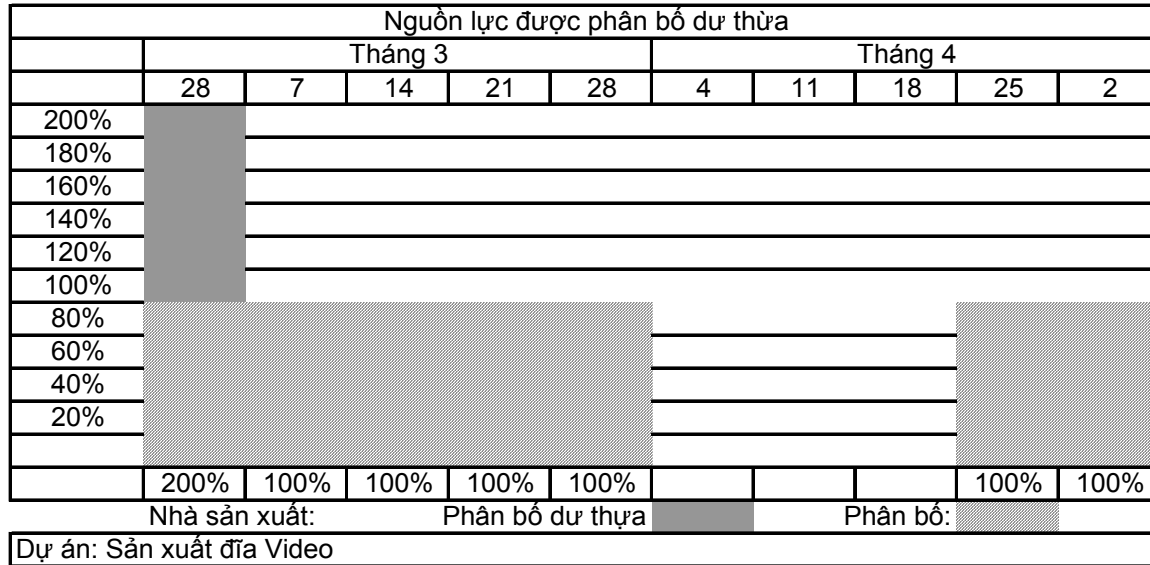 Nguồn lực được phân bố dư thừa
Tháng 3 Tháng 4
28 7 14 21 28 4 11 18 25 2
200%
180%
160%
140%
120%
100%
80%
60%
40%
20%
200% 100% 100% 100% 100% 100% 100%
Nhà sản xuất: Phân bố dư thựa Phân bố:
Dự án: Sản xuất đĩa Video